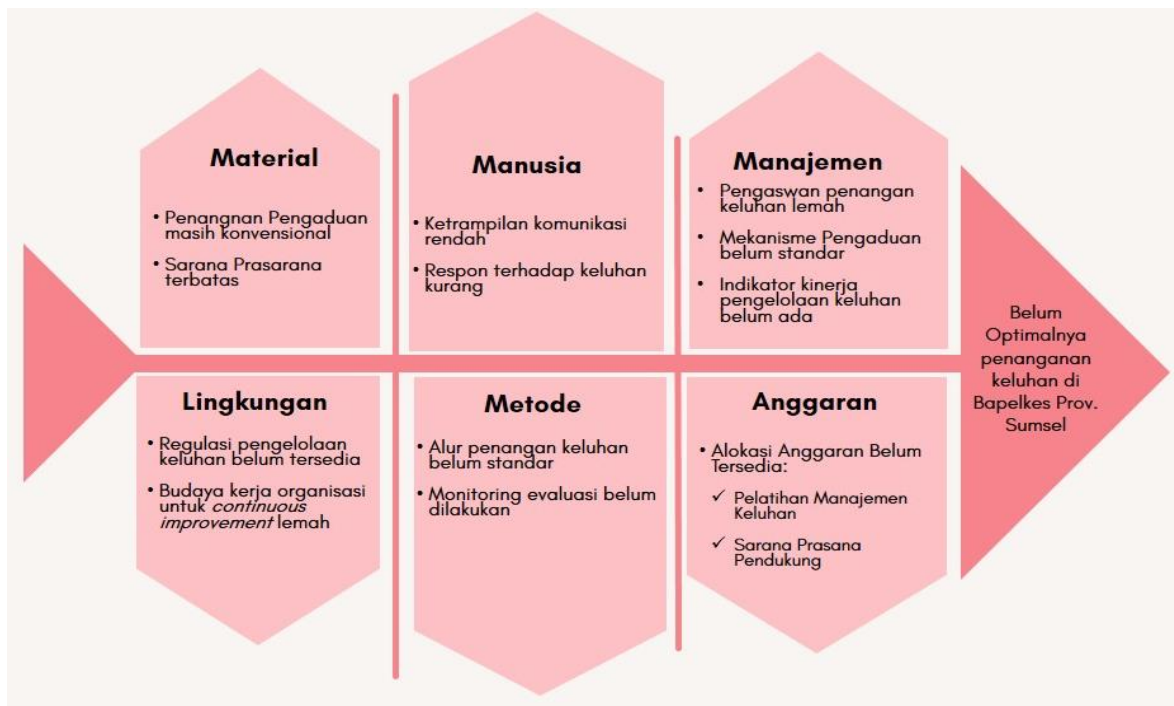 Material
• Penangnan Pengaduan
masih konvensional
• Sarana Prasarana
terbatas
Manusia
• Ketrampilan komunikasi
rendah
• Respon terhadap keluhan
kurang
Manajemen
• Pengaswan penangan
keluhan lemah
• Mekanisme Pengaduan
belum standar
• Indikator kinerja
pengelolaan keluhan
belum ada
Lingkungan
• Regulasi pengelolaan
keluhan belum tersedia
• Budaya kerja organisasi
untuk continuous
improvement lemah
Metode
• Alur penangan keluhan
belum standar
• Monitoring evaluasi belum
dilakukan
Anggaran
• Alokasi Anggaran Belum
Tersedia:
✓ Pelatihan Manajemen
Keluhan
✓ Sarana Prasana
Pendukung
Belum
Optimalnya
penanganan
keluhan di
Bapelkes Prov.
Sumsel